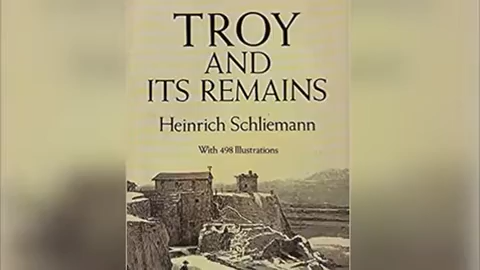 TROY
AND
ITS REMAINS
Heinrich Schliemann
With 498 Illustrations